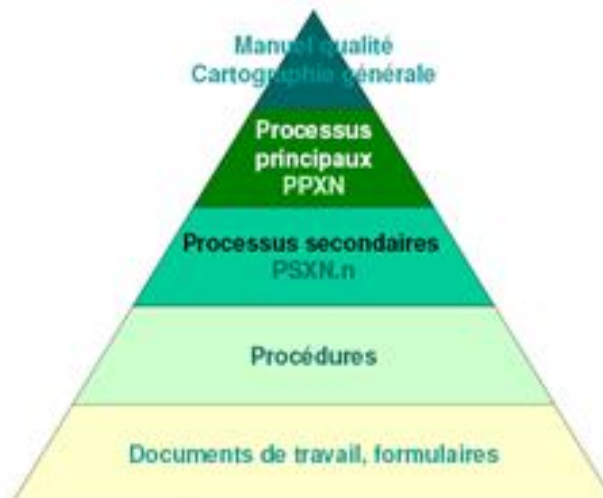 Manuel qualité
Cartographie générale
Processus
principaux
PPXN
Processus secondaires
PSXN.n
Procédures
Documents de travail, formulaires